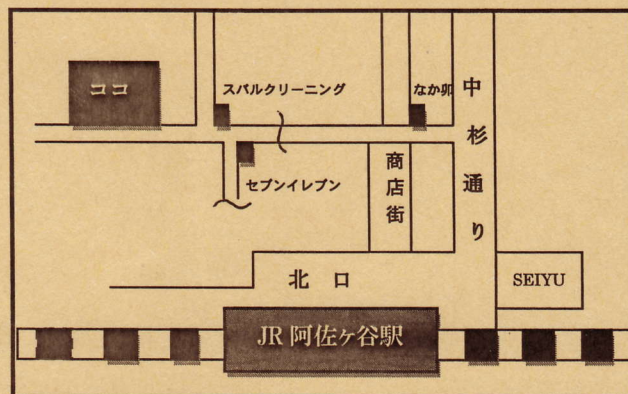 ココ
スバルクリーニング
なか卯
中杉通り
セブンイレブン
商店街
北口
SEIYU
JR 阿佐ヶ谷駅